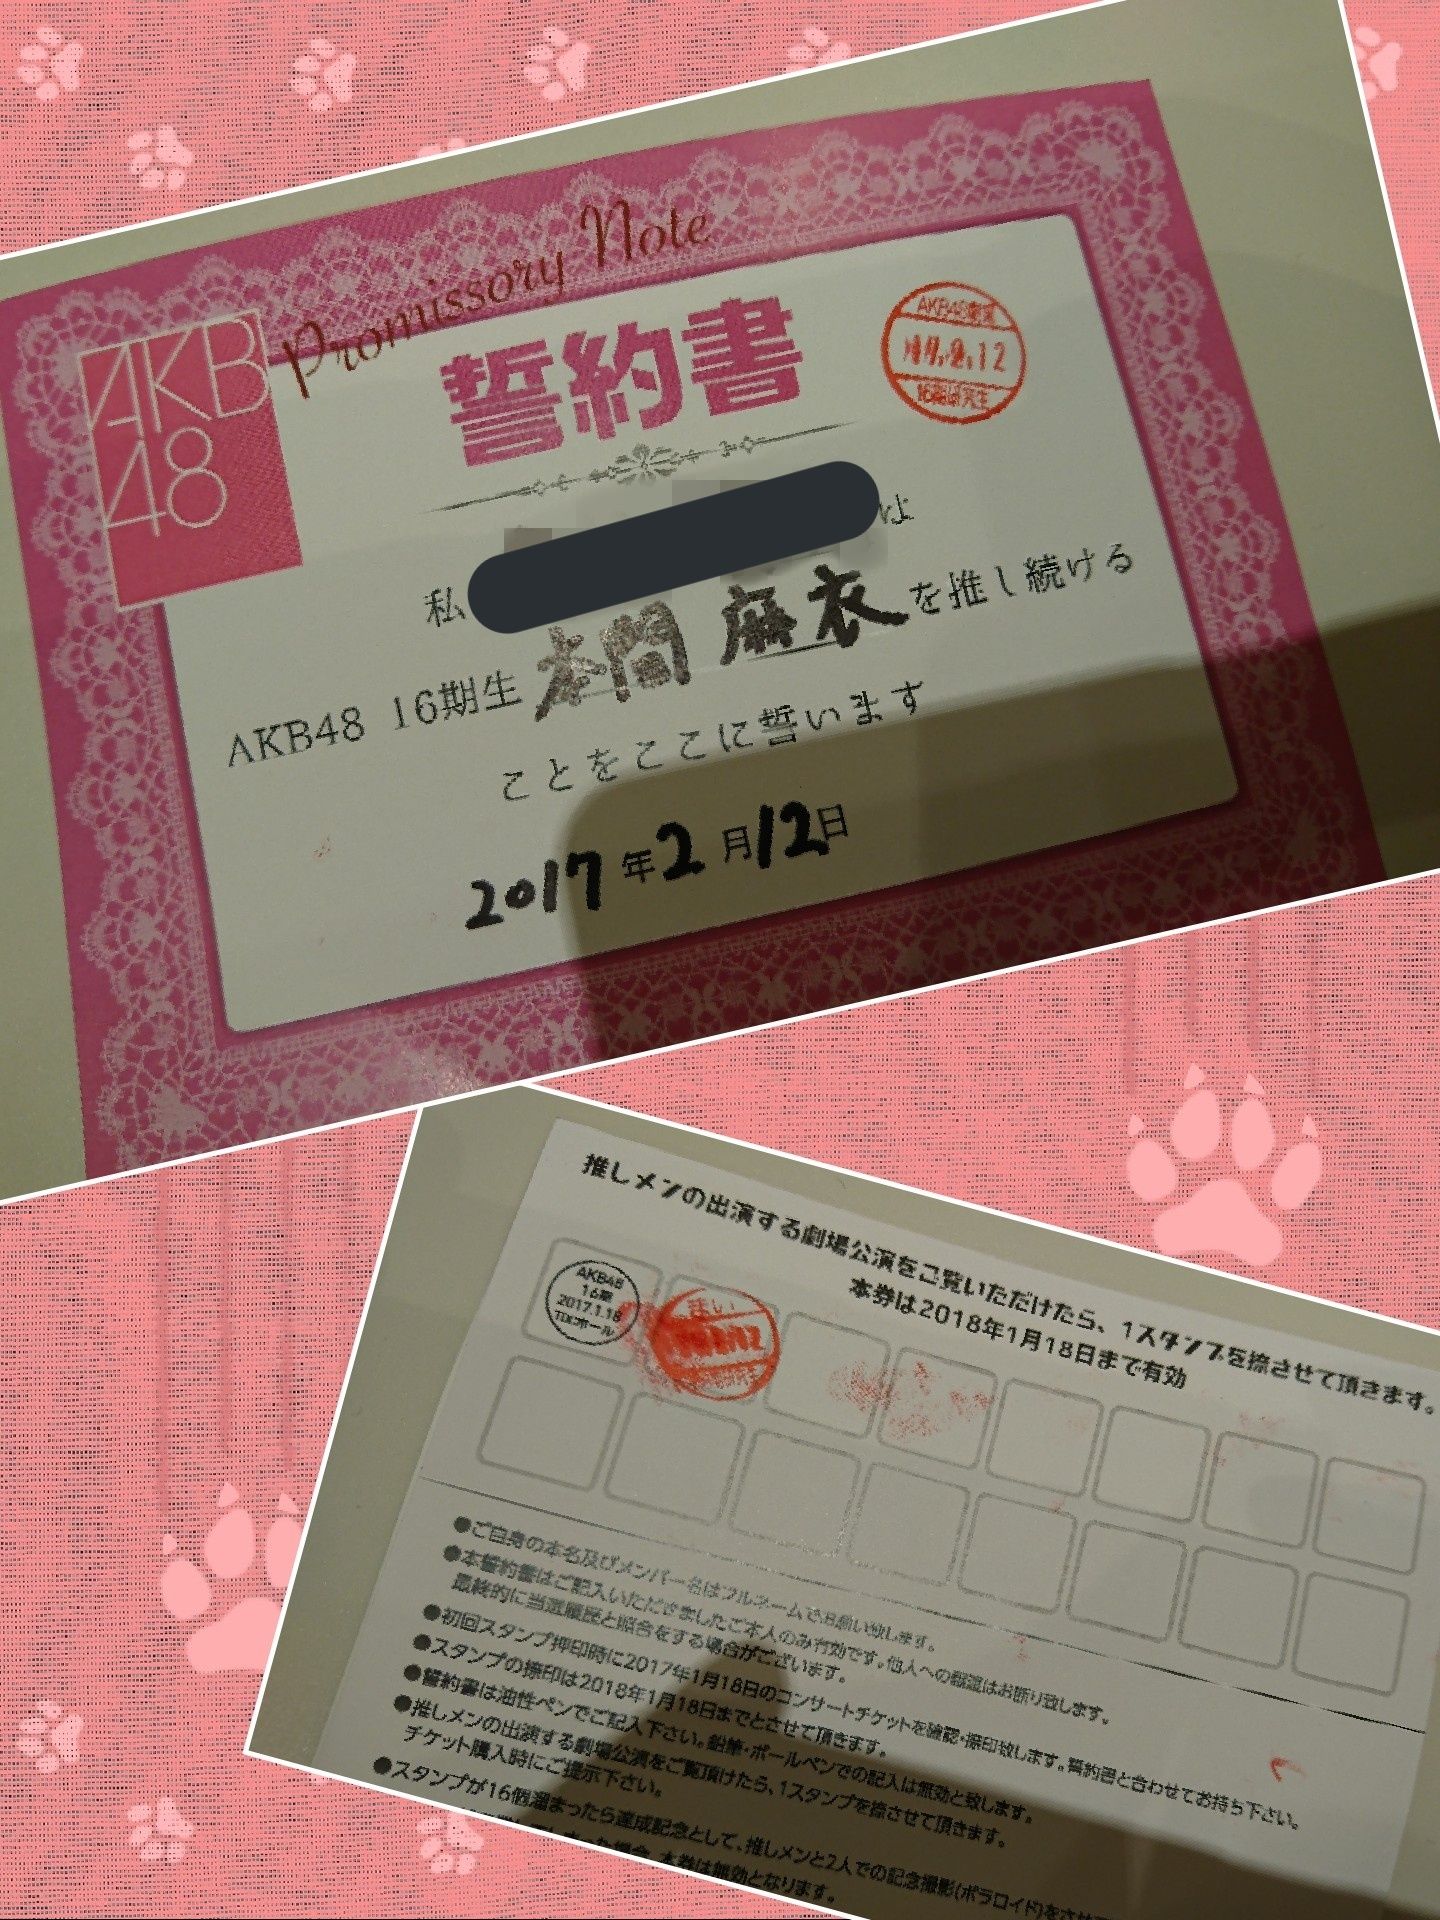 Promissory Note
AKB
48
誓約書
AKB48劇場
17.2.12
私
は
AKB48 16期生 本間 麻衣を推し続ける
ことをここに誓います
2017年2月12日
推しメンの出演する劇場公演をご覧いただけたら、1スタンプを捺させて頂きます。
本券は2018年1月18日まで有効
AKB48
16期
2017.1.18
TDCホール
●ご自身の本名及びメンバー名はフルネームでお願い致します。
●本誓約書はご記入いただきましたご本人のみ有効です。他人への譲渡はお断り致します。
最終的に当選履歴と照合をする場合がございます。
●初回スタンプ押印時に2017年1月18日のコンサートチケットを確認・捺印致します。誓約書と合わせてお持ち下さい。
●スタンプの捺印は2018年1月18日までとさせて頂きます。
●誓約書は油性ペンでご記入下さい。鉛筆・ボールペンでの記入は無効と致します。
●推しメンの出演する劇場公演をご覧頂けたら、1スタンプを捺させて頂きます。
チケット購入時にご提示下さい。
●スタンプが16個溜まったら達成記念として、推しメンと2人での記念撮影(ポラロイド)をさせて
場合、本券は無効となります。